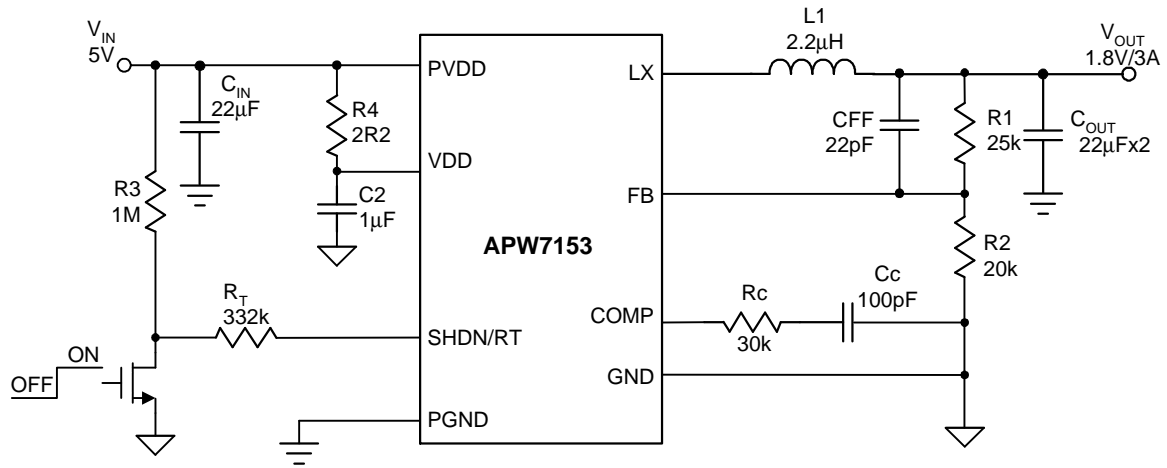 VIN
5V
CIN
22μF
R4
2R2
R3
1M
C2
1μF
RT
332k
ON
OFF
PVDD
VDD
SHDN/RT
PGND
APW7153
LX
FB
COMP
GND
L1
2.2μH
VOUT
1.8V/3A
CFF
22pF
R1
25k
COUT
22μFx2
R2
20k
Rc
30k
Cc
100pF